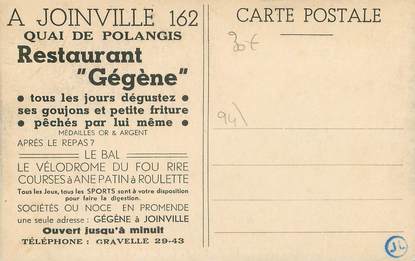 A JOINVILLE 162
QUAI DE POLANGIS
Restaurant
"Gégène"
• tous les jours dégustez •
ses goujons et petite friture
• pêchés par lui même •
MÉDAILLES OR & ARGENT
APRÈS LE REPAS ?
LE BAL
LE VÉLODROME DU FOU RIRE
COURSES à ANE PATIN à ROULETTE
Tous les Jours, tous les SPORTS sont à votre disposition
pour faire la digestion.
SOCIÉTÉS OU NOCE EN PROMENDE
une seule adresse : GÉGÈNE à JOINVILLE
Ouvert jusqu'à minuit
TÉLÉPHONE : GRAVELLE 29-43
CARTE POSTALE
30€
94\